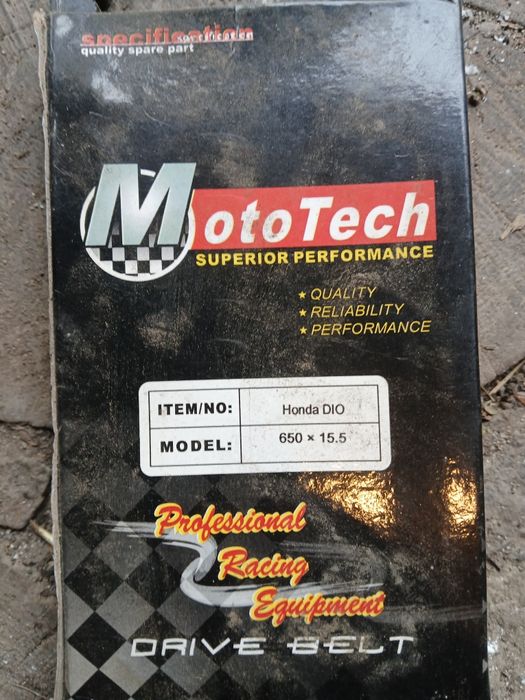 specification
quality spare part
MotoTech
SUPERIOR PERFORMANCE
★ QUALITY
★ RELIABILITY
★ PERFORMANCE
ITEM/NO: Honda DIO
MODEL: 650 × 15.5
Professional
Racing
Equipment
DRIVE BELT